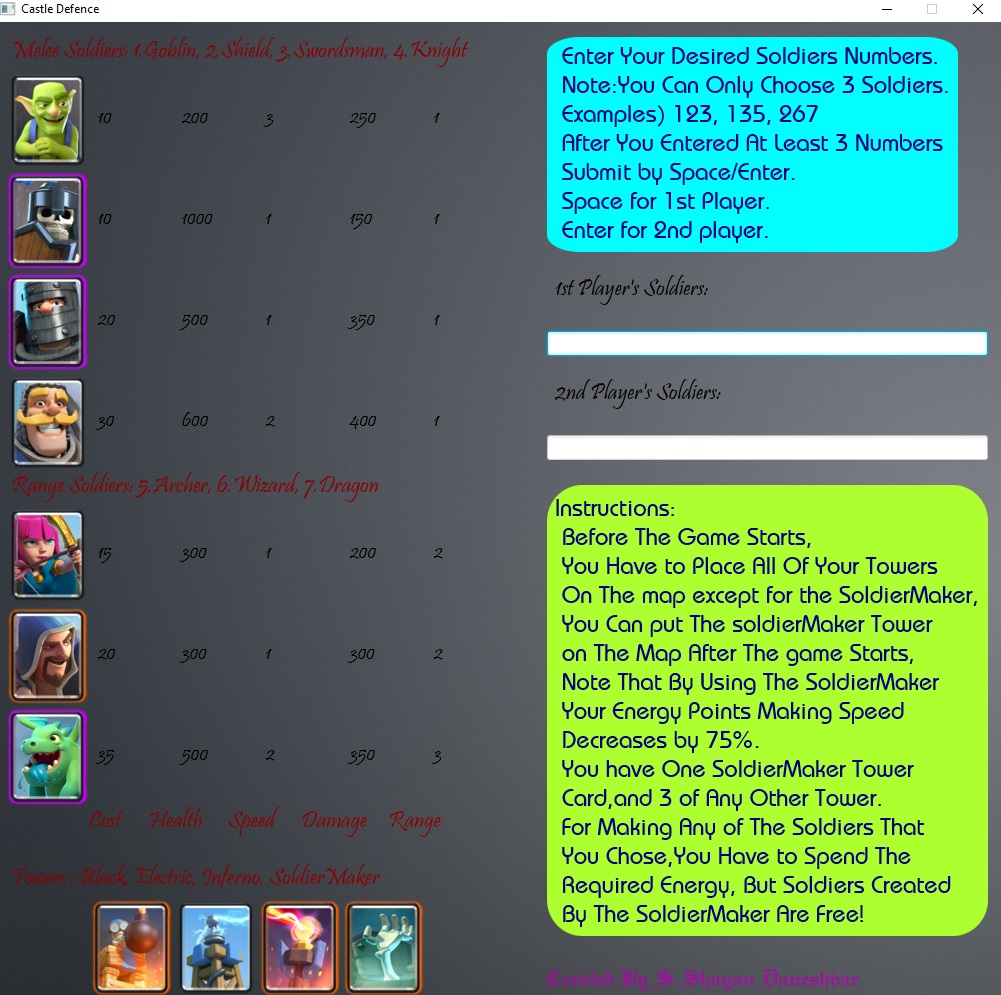 Castle Defence
Melee Soldiers: 1.Goblin, 2.Shield, 3.Swordsman, 4.Knight
10 200 3 250 1
10 1000 1 150 1
20 500 1 350 1
30 600 2 400 1
Range Soldiers: 5.Archer, 6.Wizard, 7.Dragon
15 300 1 200 2
20 300 1 300 2
35 500 2 350 3
Cost Health Speed Damage Range
Towers : Black, Electric, Inferno, SoldierMaker
Enter Your Desired Soldiers Numbers.
Note:You Can Only Choose 3 Soldiers.
Examples) 123, 135, 267
After You Entered At Least 3 Numbers
Submit by Space/Enter.
Space for 1st Player.
Enter for 2nd player.
1st Player's Soldiers:
2nd Player's Soldiers:
Instructions:
Before The Game Starts,
You Have to Place All Of Your Towers
On The map except for the SoldierMaker,
You Can put The soldierMaker Tower
on The Map After The game Starts,
Note That By Using The SoldierMaker
Your Energy Points Making Speed
Decreases by 75%.
You have One SoldierMaker Tower
Card,and 3 of Any Other Tower.
For Making Any of The Soldiers That
You Chose,You Have to Spend The
Required Energy, But Soldiers Created
By The SoldierMaker Are Free!
Created By S.Shayan Daneshvar